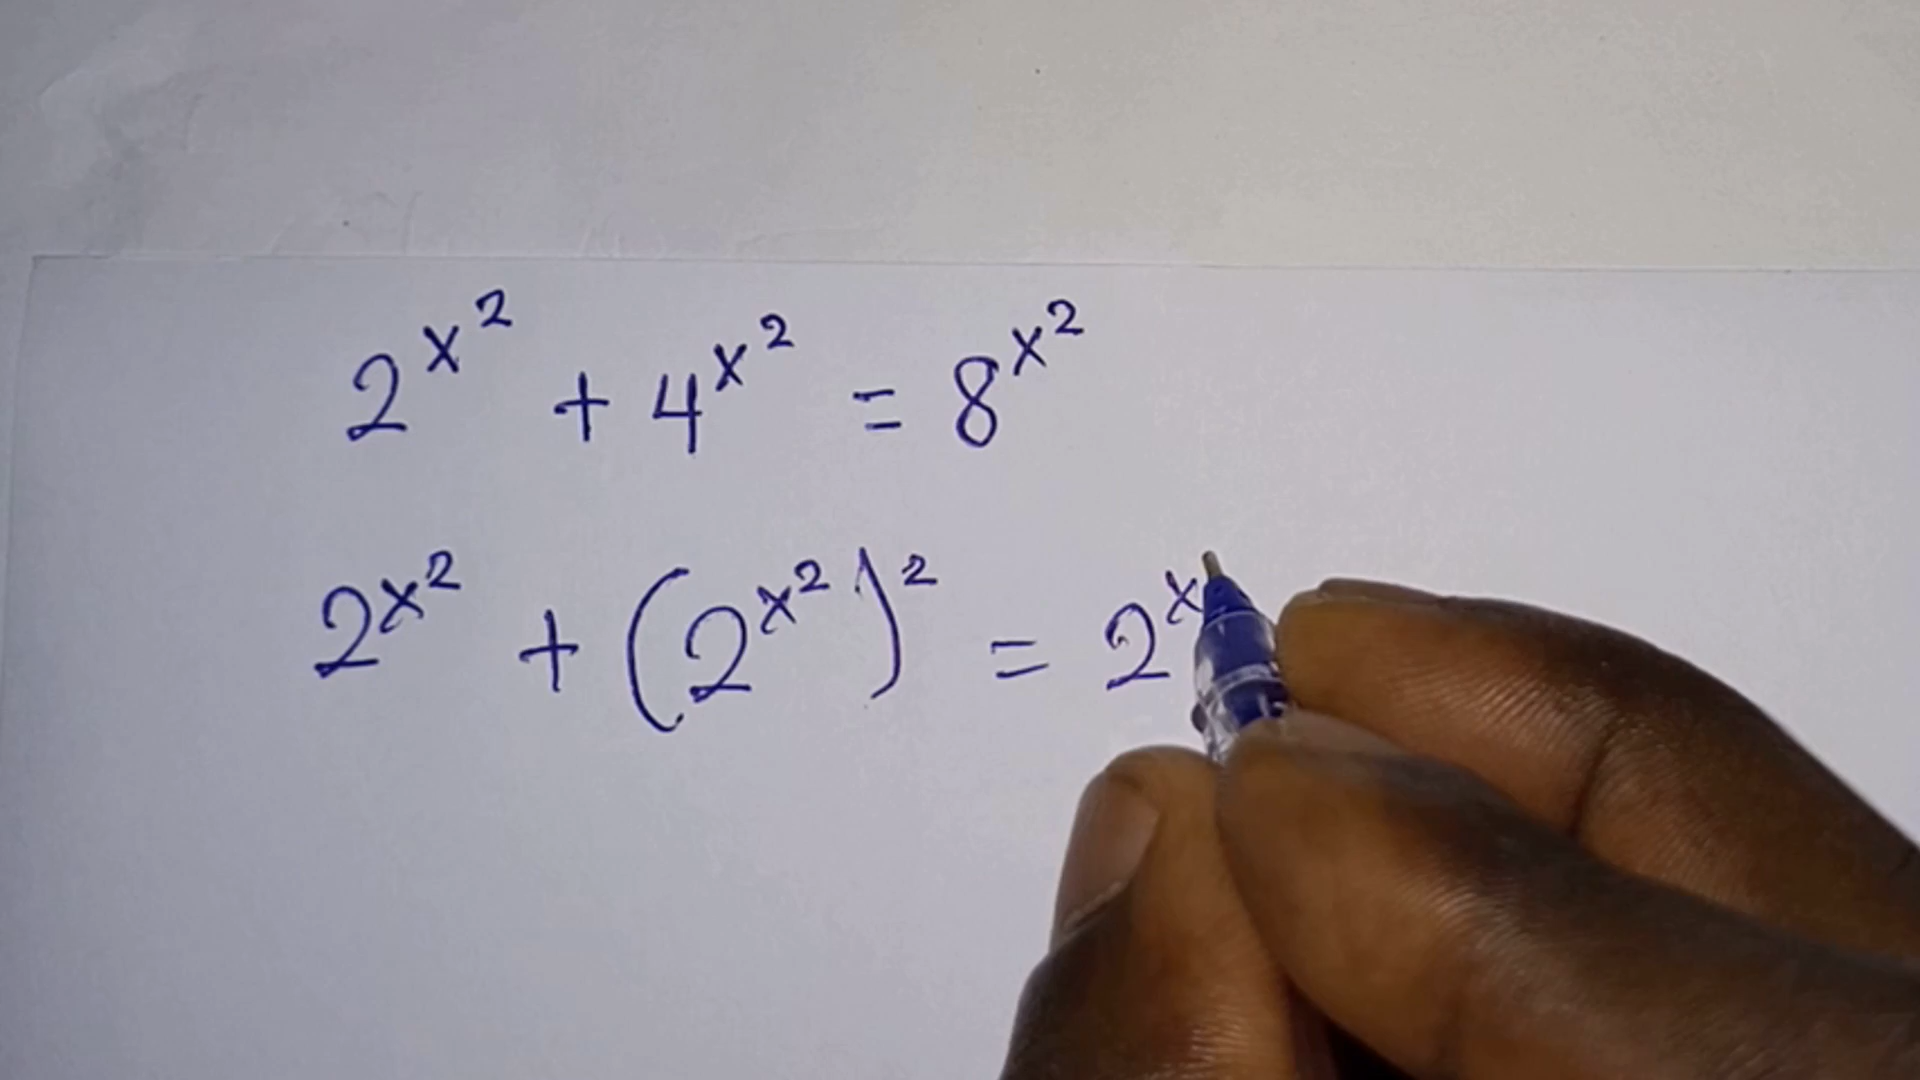 2^{x^2} + 4^{x^2} = 8^{x^2}
2^{x^2} + (2^{x^2})^2 = 2^x